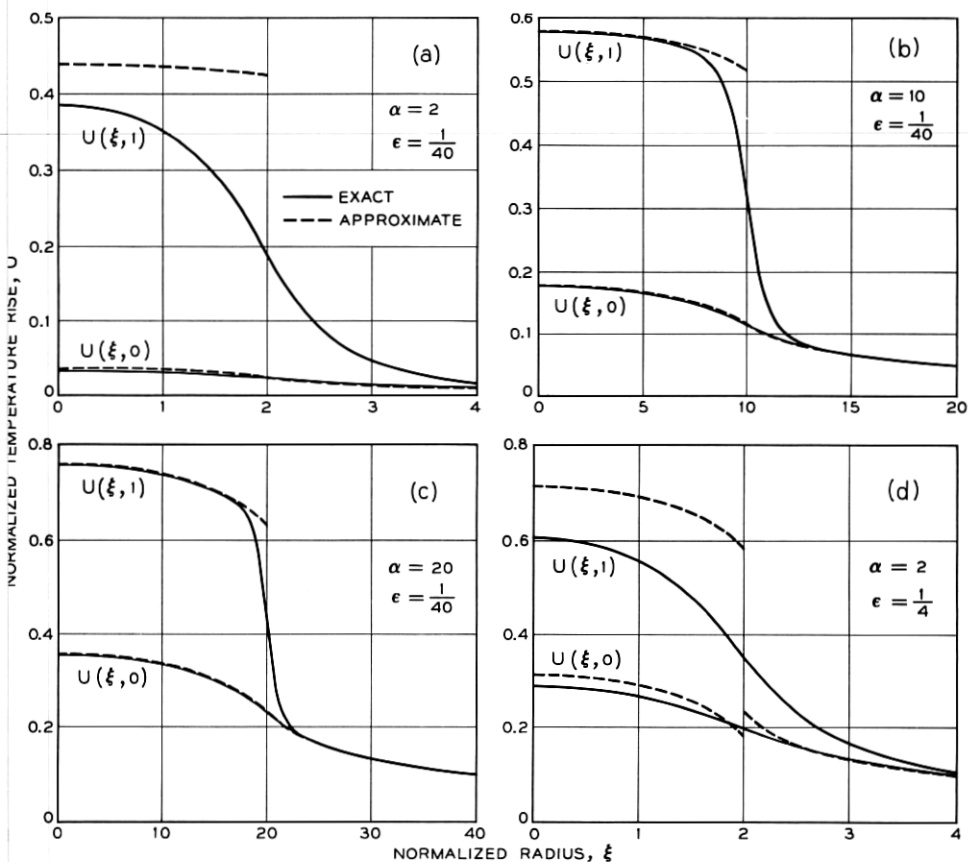 NORMALIZED TEMPERATURE RISE, U
(a)
0.5
0.4
0.3
0.2
0.1
0
U(ξ,1)
α = 2
ϵ = 1/40
EXACT
APPROXIMATE
U(ξ,0)
0 1 2 3 4
(b)
0.6
0.5
0.4
0.3
0.2
0.1
0
U(ξ,1)
α = 10
ϵ = 1/40
U(ξ,0)
0 5 10 15 20
(c)
0.8
0.6
0.4
0.2
0
U(ξ,1)
α = 20
ϵ = 1/40
U(ξ,0)
0 10 20 30 40
(d)
0.8
0.6
0.4
0.2
0
U(ξ,1)
α = 2
ϵ = 1/4
U(ξ,0)
0 1 2 3 4
NORMALIZED RADIUS, ξ